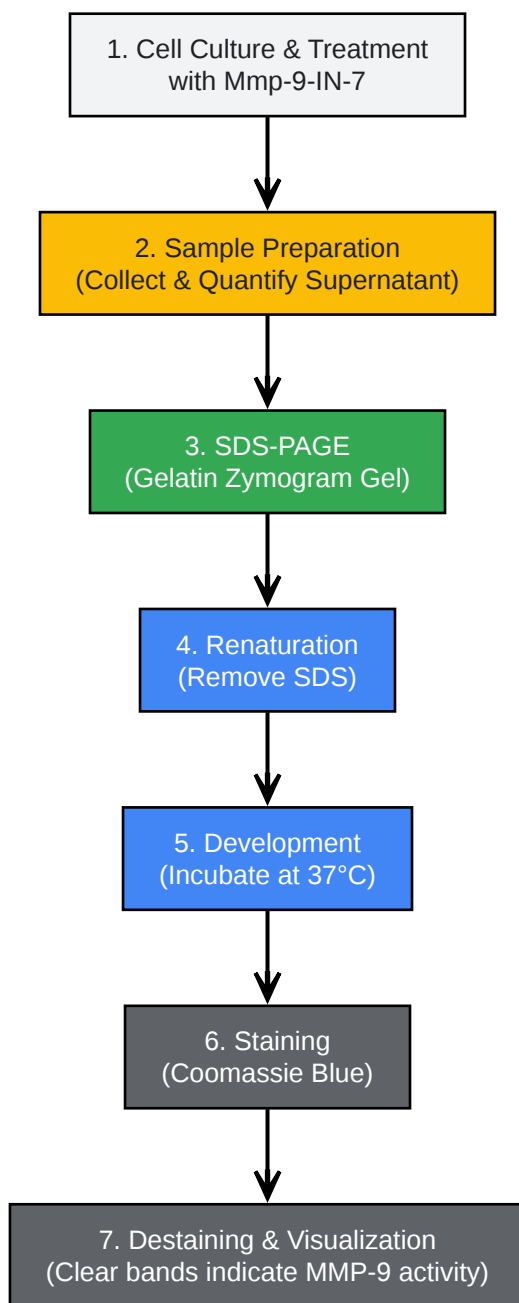 1. Cell Culture & Treatment
with Mmp-9-IN-7
2. Sample Preparation
(Collect & Quantify Supernatant)
3. SDS-PAGE
(Gelatin Zymogram Gel)
4. Renaturation
(Remove SDS)
5. Development
(Incubate at 37°C)
6. Staining
(Coomassie Blue)
7. Destaining & Visualization
(Clear bands indicate MMP-9 activity)